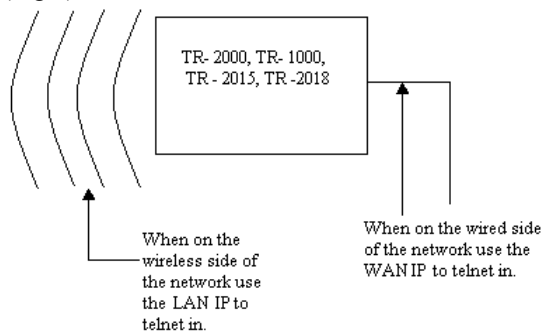 TR- 2000, TR- 1000,
TR - 2015, TR -2018
When on the
wireless side of
the network use
the LAN IP to
telnet in.
When on the wired side
of the network use the
WAN IP to telnet in.